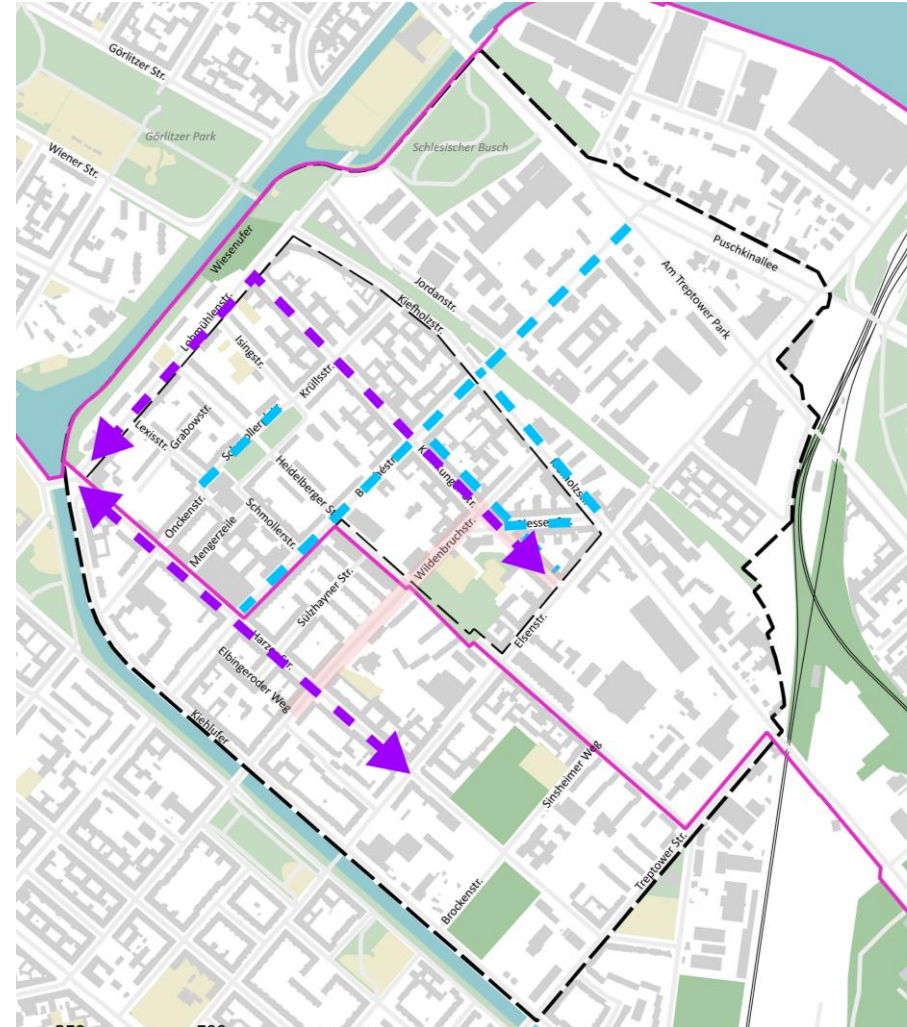 Görlitzer Str.
Görlitzer Park
Wiener Str.
Schlesischer Busch
Wiesenufer
Puschkinallee
Am Treptower Park
Jordanstr.
Kiefholzstr.
Lohmühlenstr.
Isingstr.
Krüllsstr.
Lexisstr.
Grabowstr.
Heidelberger Str.
Onckenstr.
Mengerzeile
Schmollerstr.
Wildenbruchstr.
Sülzhayner Str.
Harzer Str.
Elsenstr.
Elbingeroder Weg
Kiehlufer
Sinsheimer Weg
Treptower Str.
Brockenstr.